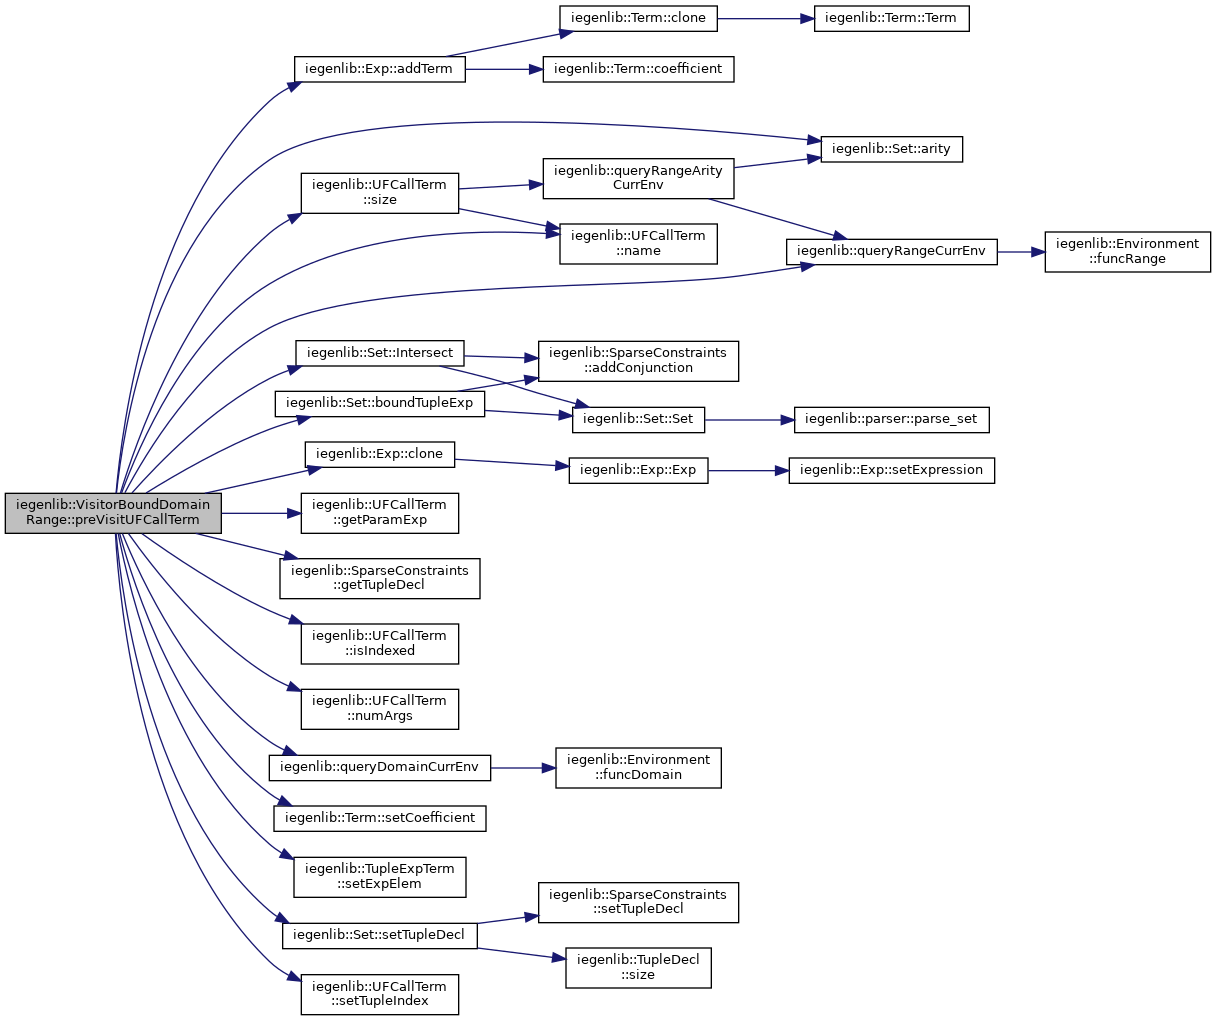 iegenlib::Term::clone
iegenlib::Term::Term
iegenlib::Exp::addTerm
iegenlib::Term::coefficient
iegenlib::Set::arity
iegenlib::queryRangeArity
CurrEnv
iegenlib::UFCallTerm
::size
iegenlib::UFCallTerm
::name
iegenlib::queryRangeCurrEnv
iegenlib::Environment
::funcRange
iegenlib::Set::Intersect
iegenlib::SparseConstraints
::addConjunction
iegenlib::Set::boundTupleExp
iegenlib::Set::Set
iegenlib::parser::parse_set
iegenlib::Exp::clone
iegenlib::Exp::Exp
iegenlib::Exp::setExpression
iegenlib::VisitorBoundDomain
Range::preVisitUFCallTerm
iegenlib::UFCallTerm
::getParamExp
iegenlib::SparseConstraints
::getTupleDecl
iegenlib::UFCallTerm
::isIndexed
iegenlib::UFCallTerm
::numArgs
iegenlib::queryDomainCurrEnv
iegenlib::Environment
::funcDomain
iegenlib::Term::setCoefficient
iegenlib::TupleExpTerm
::setExpElem
iegenlib::SparseConstraints
::setTupleDecl
iegenlib::Set::setTupleDecl
iegenlib::TupleDecl
::size
iegenlib::UFCallTerm
::setTupleIndex